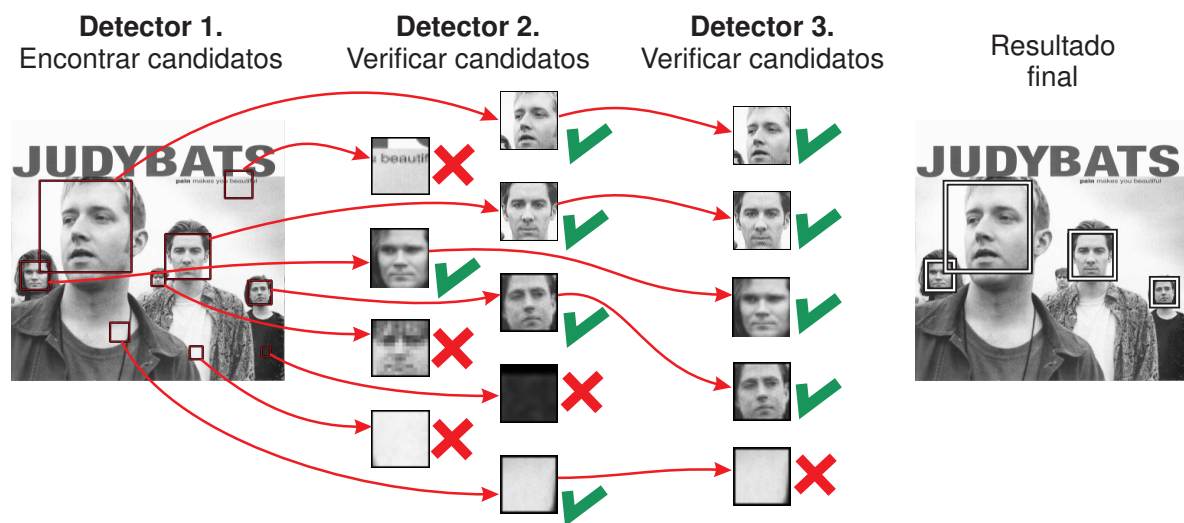 Detector 1.
Encontrar candidatos
Detector 2.
Verificar candidatos
Detector 3.
Verificar candidatos
Resultado
final
JUDYBATS
pain makes you beautiful
u beautif
JUDYBATS
pain makes you beautiful